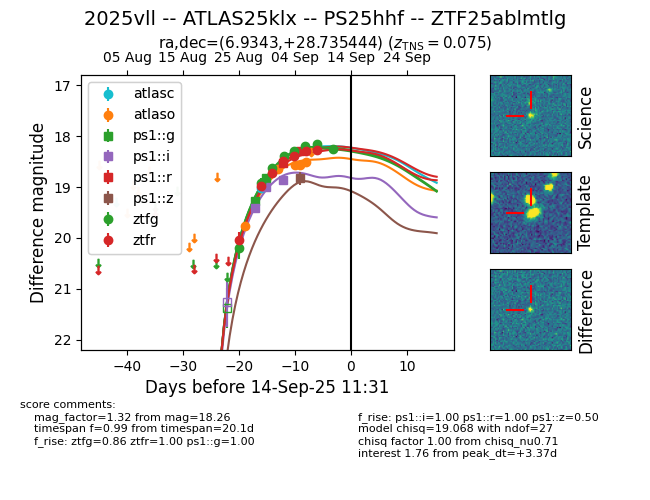 2025vll -- ATLAS25klx -- PS25hhf -- ZTF25ablmtlg
ra,dec=(6.9343,+28.735444) (zTNS = 0.075)
05 Aug 15 Aug 25 Aug 04 Sep 14 Sep 24 Sep
17
18
19
20
21
22
Difference magnitude
atlasc
atlaso
ps1::g
ps1::i
ps1::r
ps1::z
ztfg
ztfr
−40 −30 −20 −10 0 10
Days before 14-Sep-25 11:31
Science
Template
Difference
score comments:
mag_factor=1.32 from mag=18.26
timespan f=0.99 from timespan=20.1d
f_rise: ztfg=0.86 ztfr=1.00 ps1::g=1.00
f_rise: ps1::i=1.00 ps1::r=1.00 ps1::z=0.50
model chisq=19.068 with ndof=27
chisq factor 1.00 from chisq_nu0.71
interest 1.76 from peak_dt=+3.37d